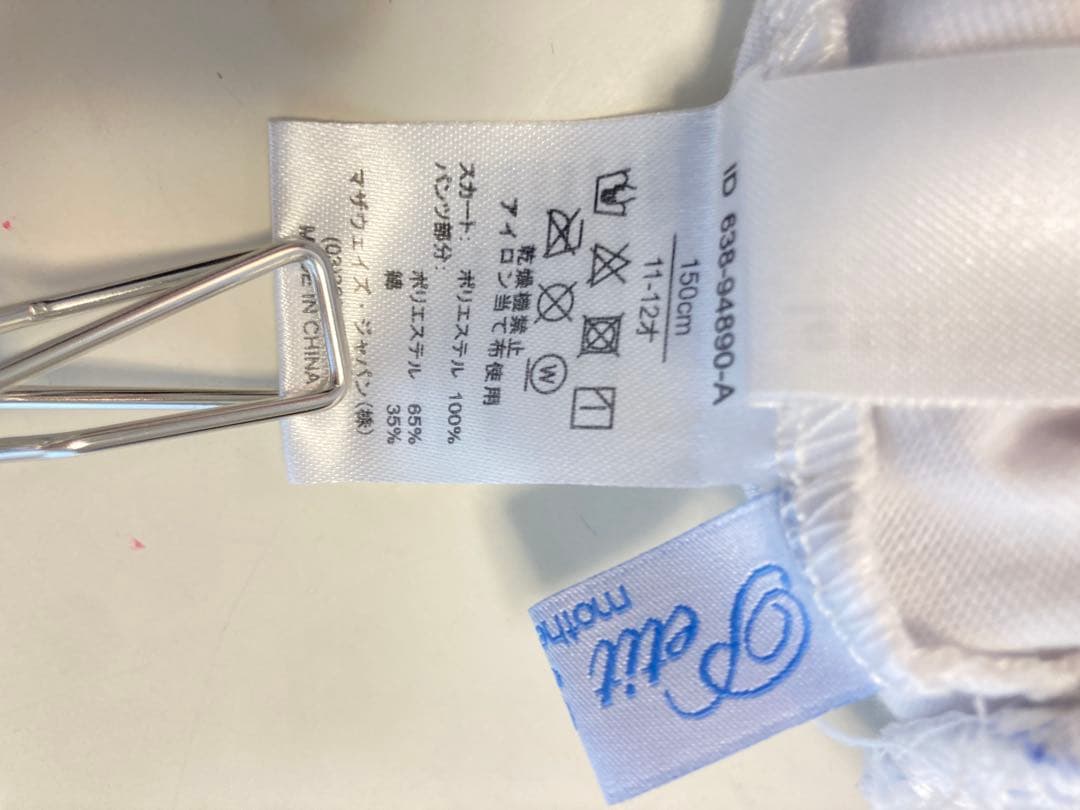 ID 638-94890-A
150cm
11-12才
W
乾燥機禁止
アイロン当て布使用
スカート: ポリエステル 100%
パンツ部分: ポリエステル 65%
綿 35%
マザウェイズ・ジャパン(株)
IN CHINA
Petit